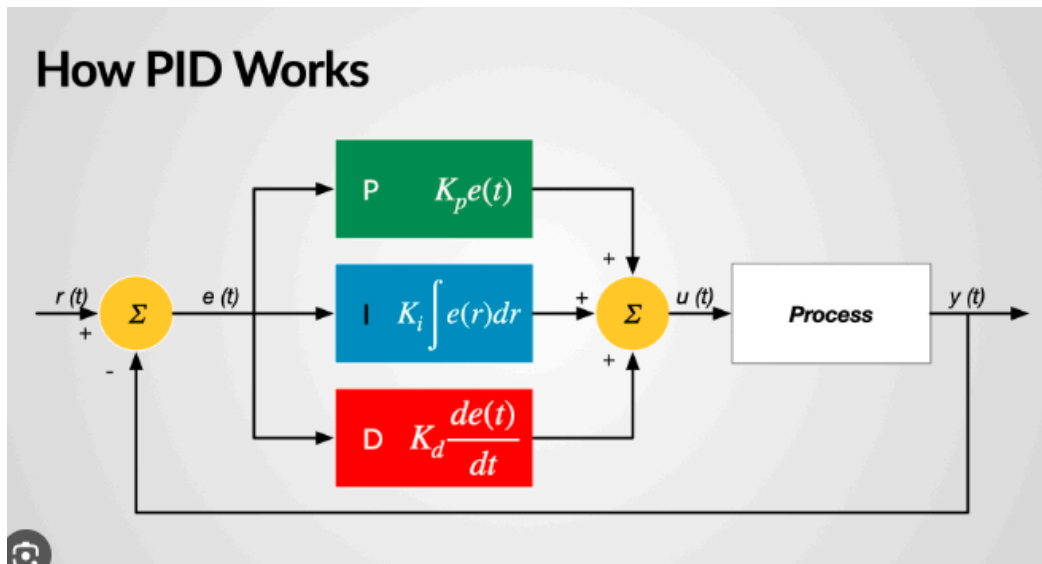 How PID Works
P K_p e(t)
+
r (t) Σ e (t) I K_i ∫ e(r)dr + Σ u (t) Process y (t)
+
+
-
D K_d de(t)/dt